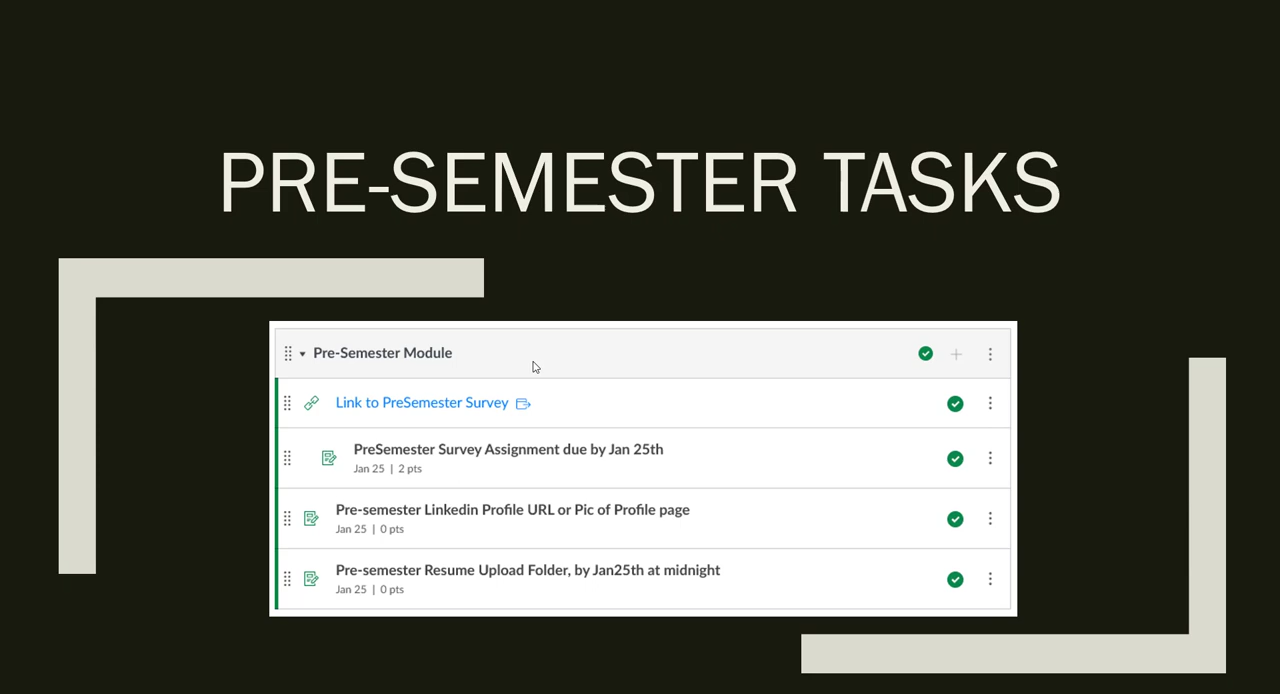 PRE-SEMESTER TASKS
Pre-Semester Module
Link to PreSemester Survey
PreSemester Survey Assignment due by Jan 25th
Jan 25 | 2 pts
Pre-semester Linkedin Profile URL or Pic of Profile page
Jan 25 | 0 pts
Pre-semester Resume Upload Folder, by Jan25th at midnight
Jan 25 | 0 pts